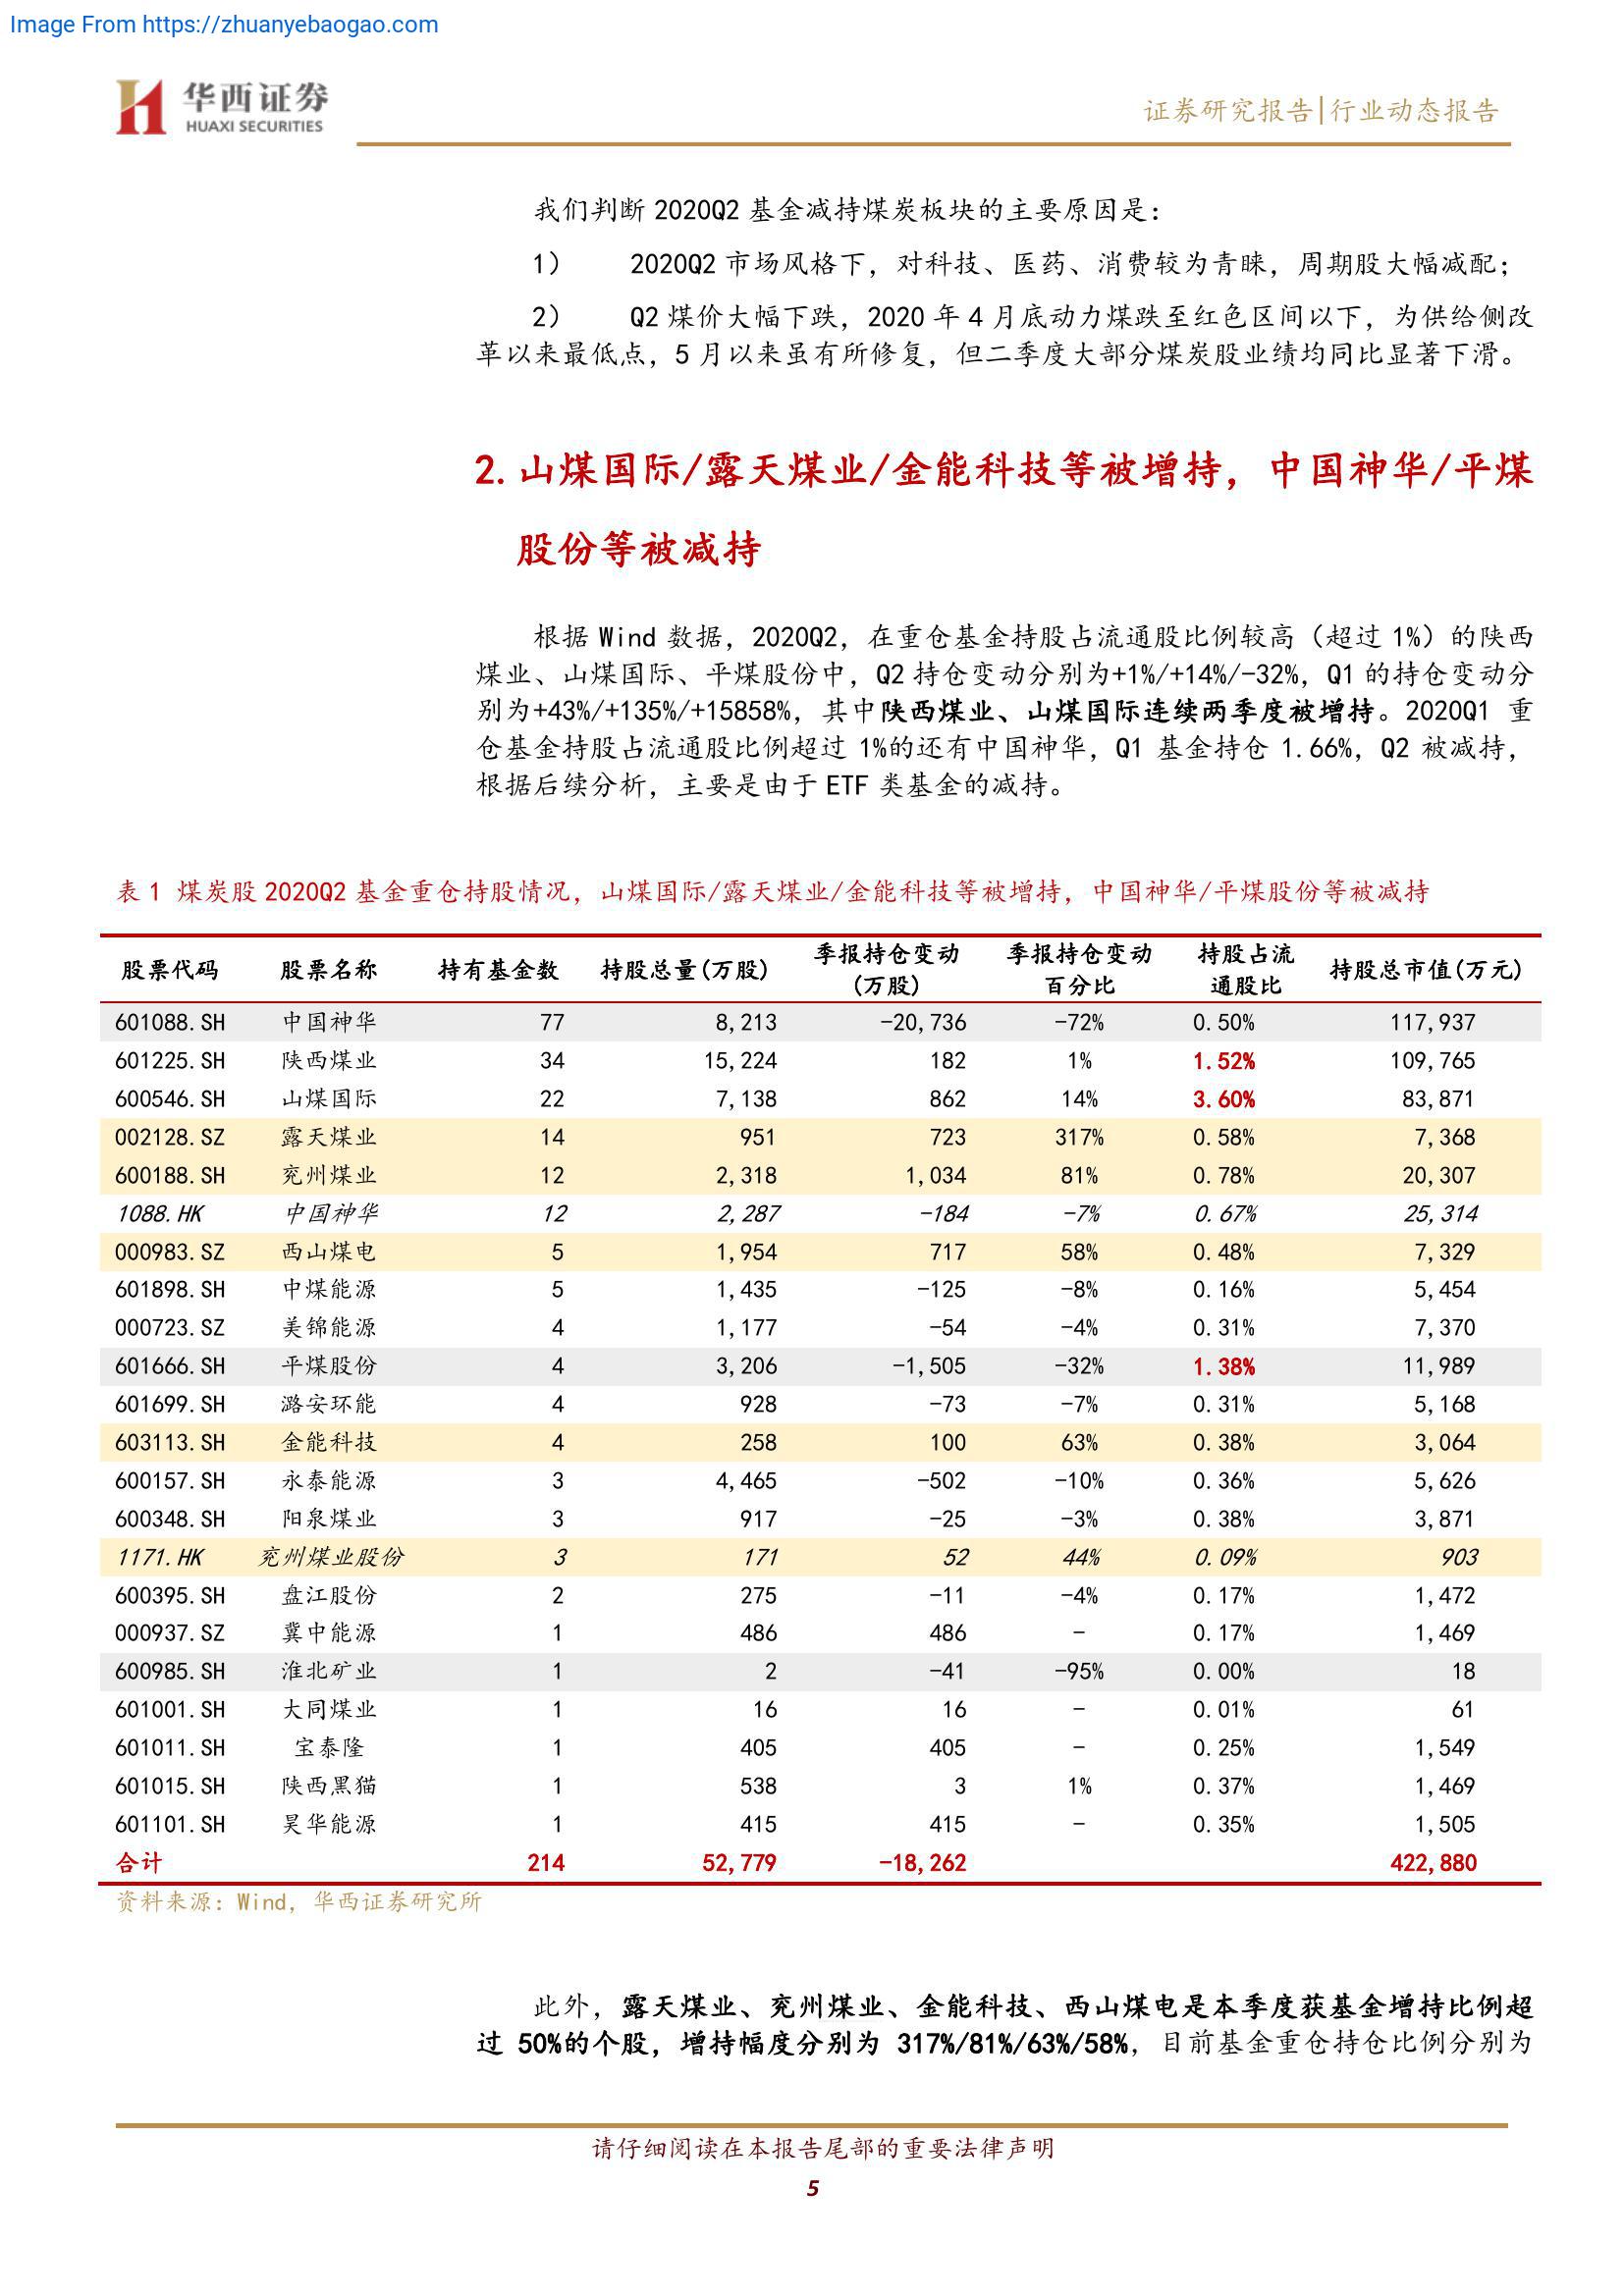 Image From https://zhuanyebaogao.com
华西证券
HUAXI SECURITIES
证券研究报告|行业动态报告
我们判断 2020Q2 基金减持煤炭板块的主要原因是：
1） 2020Q2 市场风格下，对科技、医药、消费较为青睐，周期股大幅减配；
2） Q2 煤价大幅下跌，2020 年 4 月底动力煤跌至红色区间以下，为供给侧改
革以来最低点，5 月以来虽有所修复，但二季度大部分煤炭股业绩均同比显著下滑。
2. 山煤国际/露天煤业/金能科技等被增持，中国神华/平煤
股份等被减持
根据 Wind 数据，2020Q2，在重仓基金持股占流通股比例较高（超过 1%）的陕西
煤业、山煤国际、平煤股份中，Q2 持仓变动分别为+1%/+14%/-32%，Q1 的持仓变动分
别为+43%/+135%/+15858%，其中陕西煤业、山煤国际连续两季度被增持。2020Q1 重
仓基金持股占流通股比例超过 1%的还有中国神华，Q1 基金持仓 1.66%，Q2 被减持，
根据后续分析，主要是由于 ETF 类基金的减持。
表 1 煤炭股 2020Q2 基金重仓持股情况，山煤国际/露天煤业/金能科技等被增持，中国神华/平煤股份等被减持
股票代码 股票名称 持有基金数 持股总量(万股) 季报持仓变动(万股) 季报持仓变动百分比 持股占流通股比 持股总市值(万元)
601088.SH 中国神华 77 8,213 -20,736 -72% 0.50% 117,937
601225.SH 陕西煤业 34 15,224 182 1% 1.52% 109,765
600546.SH 山煤国际 22 7,138 862 14% 3.60% 83,871
002128.SZ 露天煤业 14 951 723 317% 0.58% 7,368
600188.SH 兖州煤业 12 2,318 1,034 81% 0.78% 20,307
1088.HK 中国神华 12 2,287 -184 -7% 0.67% 25,314
000983.SZ 西山煤电 5 1,954 717 58% 0.48% 7,329
601898.SH 中煤能源 5 1,435 -125 -8% 0.16% 5,454
000723.SZ 美锦能源 4 1,177 -54 -4% 0.31% 7,370
601666.SH 平煤股份 4 3,206 -1,505 -32% 1.38% 11,989
601699.SH 潞安环能 4 928 -73 -7% 0.31% 5,168
603113.SH 金能科技 4 258 100 63% 0.38% 3,064
600157.SH 永泰能源 3 4,465 -502 -10% 0.36% 5,626
600348.SH 阳泉煤业 3 917 -25 -3% 0.38% 3,871
1171.HK 兖州煤业股份 3 171 52 44% 0.09% 903
600395.SH 盘江股份 2 275 -11 -4% 0.17% 1,472
000937.SZ 冀中能源 1 486 486 - 0.17% 1,469
600985.SH 淮北矿业 1 2 -41 -95% 0.00% 18
601001.SH 大同煤业 1 16 16 - 0.01% 61
601011.SH 宝泰隆 1 405 405 - 0.25% 1,549
601015.SH 陕西黑猫 1 538 3 1% 0.37% 1,469
601101.SH 昊华能源 1 415 415 - 0.35% 1,505
合计 214 52,779 -18,262 422,880
资料来源：Wind，华西证券研究所
此外，露天煤业、兖州煤业、金能科技、西山煤电是本季度获基金增持比例超
过 50%的个股，增持幅度分别为 317%/81%/63%/58%，目前基金重仓持仓比例分别为
请仔细阅读在本报告尾部的重要法律声明
5